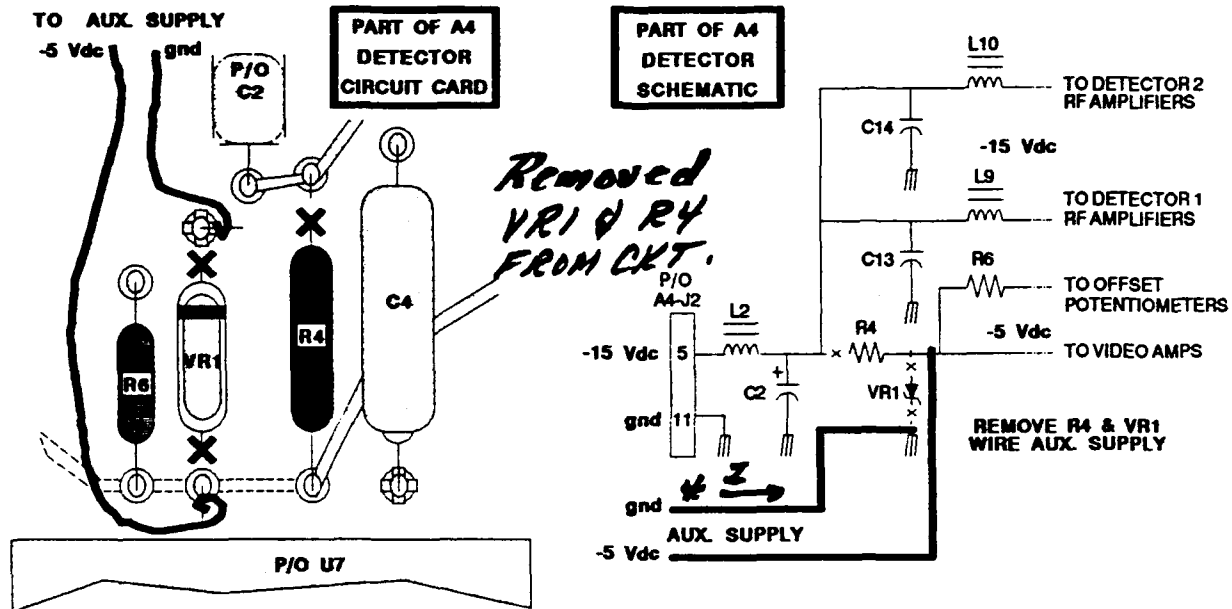 TO AUX. SUPPLY
-5 Vdc
gnd
P/O
C2
PART OF A4
DETECTOR
CIRCUIT CARD
R6
VR1
R4
C4
P/O U7
Removed
VR1 & R4
FROM CKT.
PART OF A4
DETECTOR
SCHEMATIC
L10
TO DETECTOR 2
RF AMPLIFIERS
C14
-15 Vdc
L9
TO DETECTOR 1
RF AMPLIFIERS
C13
R6
TO OFFSET
POTENTIOMETERS
P/O
A4-J2
L2
R4
-5 Vdc
-15 Vdc
5
TO VIDEO AMPS
+
C2
VR1
gnd
11
REMOVE R4 & VR1
WIRE AUX. SUPPLY
I
gnd
AUX. SUPPLY
-5 Vdc